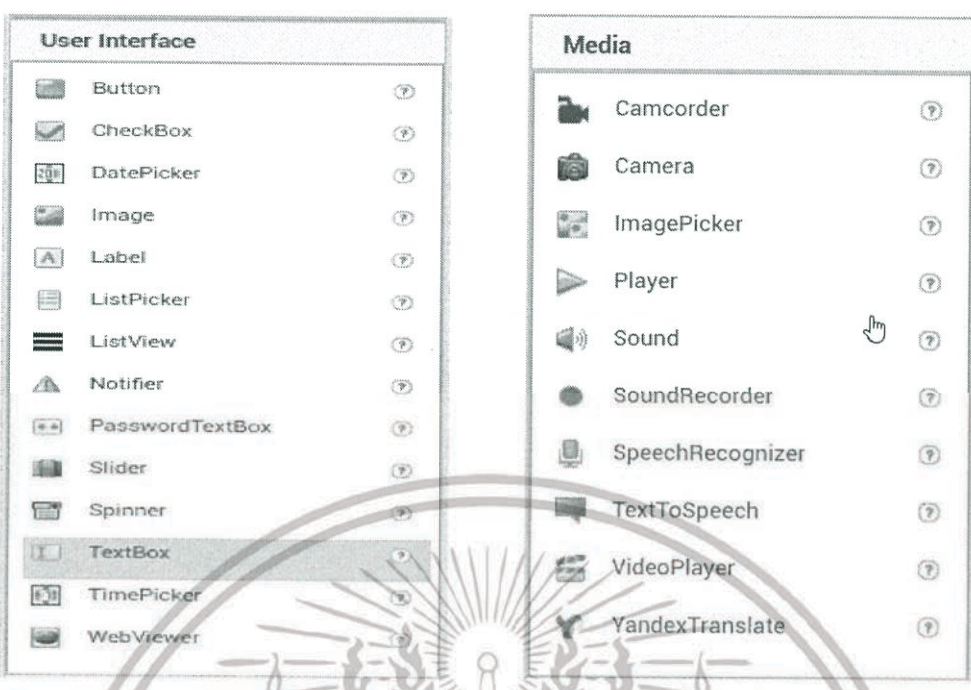 User Interface
Button
CheckBox
DatePicker
Image
Label
ListPicker
ListView
Notifier
PasswordTextBox
Slider
Spinner
TextBox
TimePicker
WebViewer
Media
Camcorder
Camera
ImagePicker
Player
Sound
SoundRecorder
SpeechRecognizer
TextToSpeech
VideoPlayer
YandexTranslate